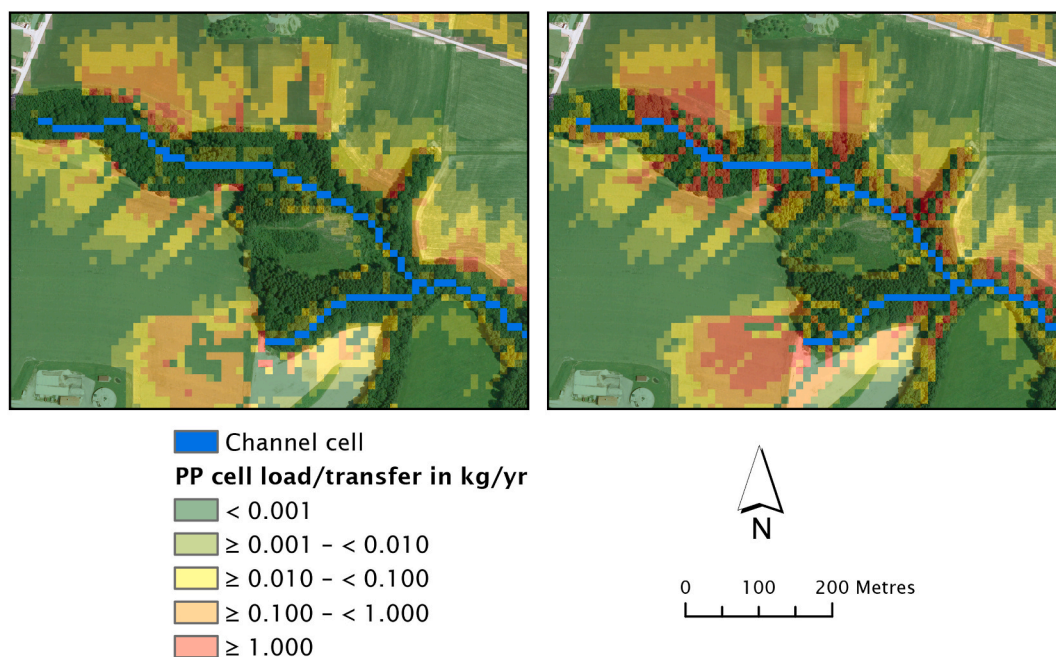 Channel cell
PP cell load/transfer in kg/yr
< 0.001
≥ 0.001 – < 0.010
≥ 0.010 – < 0.100
≥ 0.100 – < 1.000
≥ 1.000
N
0 100 200 Metres